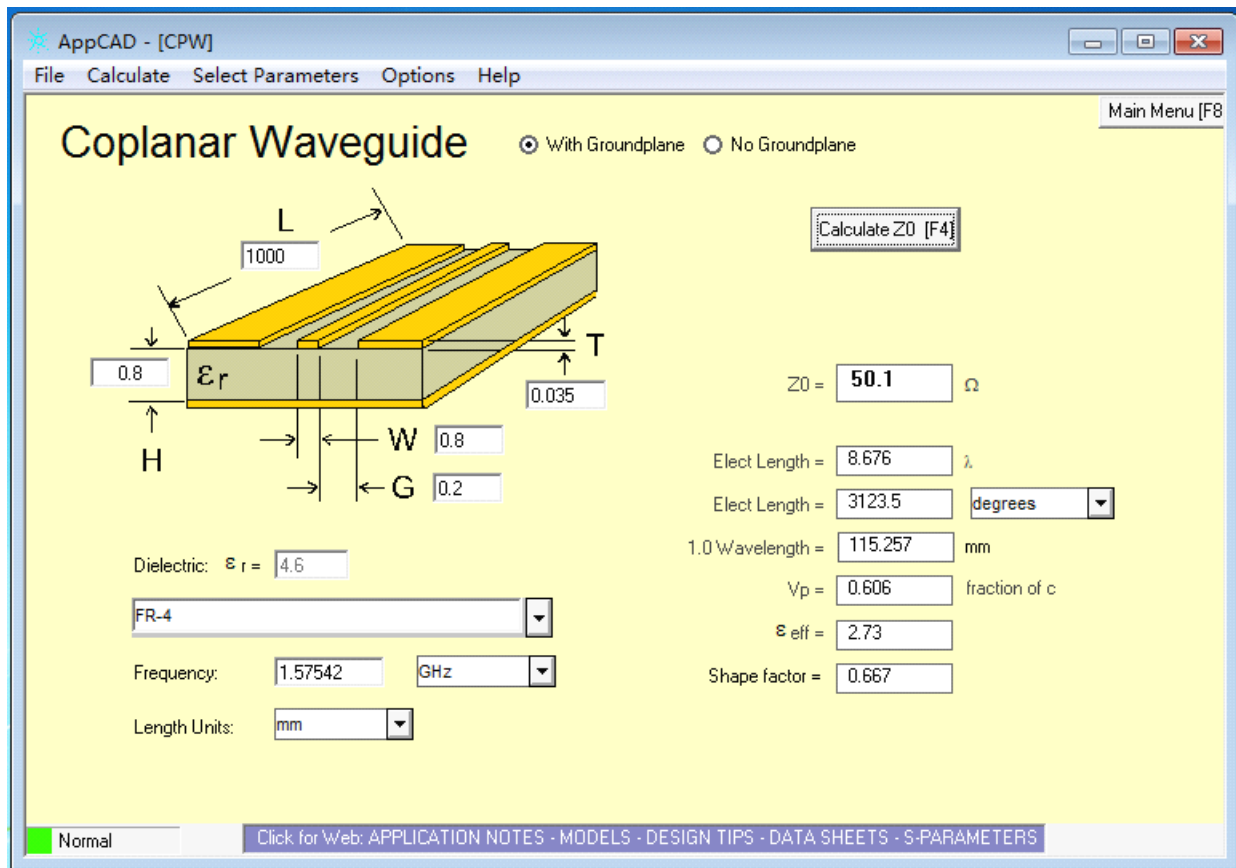 AppCAD - [CPW]
File Calculate Select Parameters Options Help
Main Menu [F8
Coplanar Waveguide With Groundplane No Groundplane
Calculate Z0 [F4]
L
1000
0.8
εr
T
0.035
H
W 0.8
G 0.2
Z0 = 50.1 Ω
Elect Length = 8.676 λ
Elect Length = 3123.5 degrees
1.0 Wavelength = 115.257 mm
Vp = 0.606 fraction of c
ε eff = 2.73
Shape factor = 0.667
Dielectric: ε r = 4.6
FR-4
Frequency: 1.57542 GHz
Length Units: mm
Normal
Click for Web: APPLICATION NOTES - MODELS - DESIGN TIPS - DATA SHEETS - S-PARAMETERS